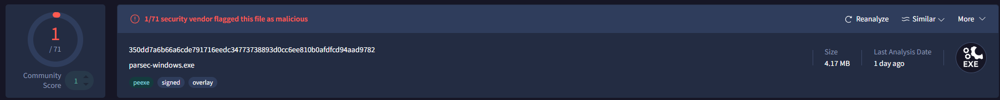 1
/ 71
Community
Score
1
1/71 security vendor flagged this file as malicious
Reanalyze
Similar
More
350dd7a6b66a6cde791716eedc34773738893d0cc6ee810b0afdfcd94aad9782
parsec-windows.exe
peexe signed overlay
Size
4.17 MB
Last Analysis Date
1 day ago
EXE